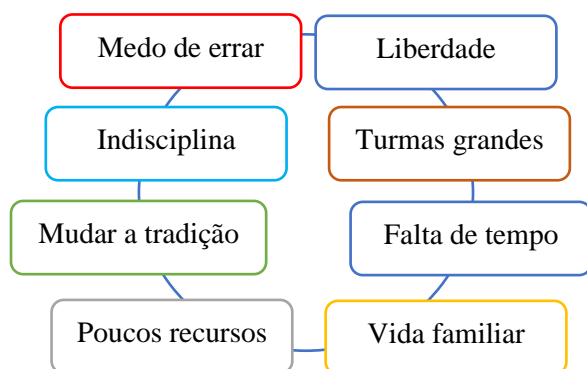 Medo de errar
Liberdade
Indisciplina
Turmas grandes
Mudar a tradição
Falta de tempo
Poucos recursos
Vida familiar